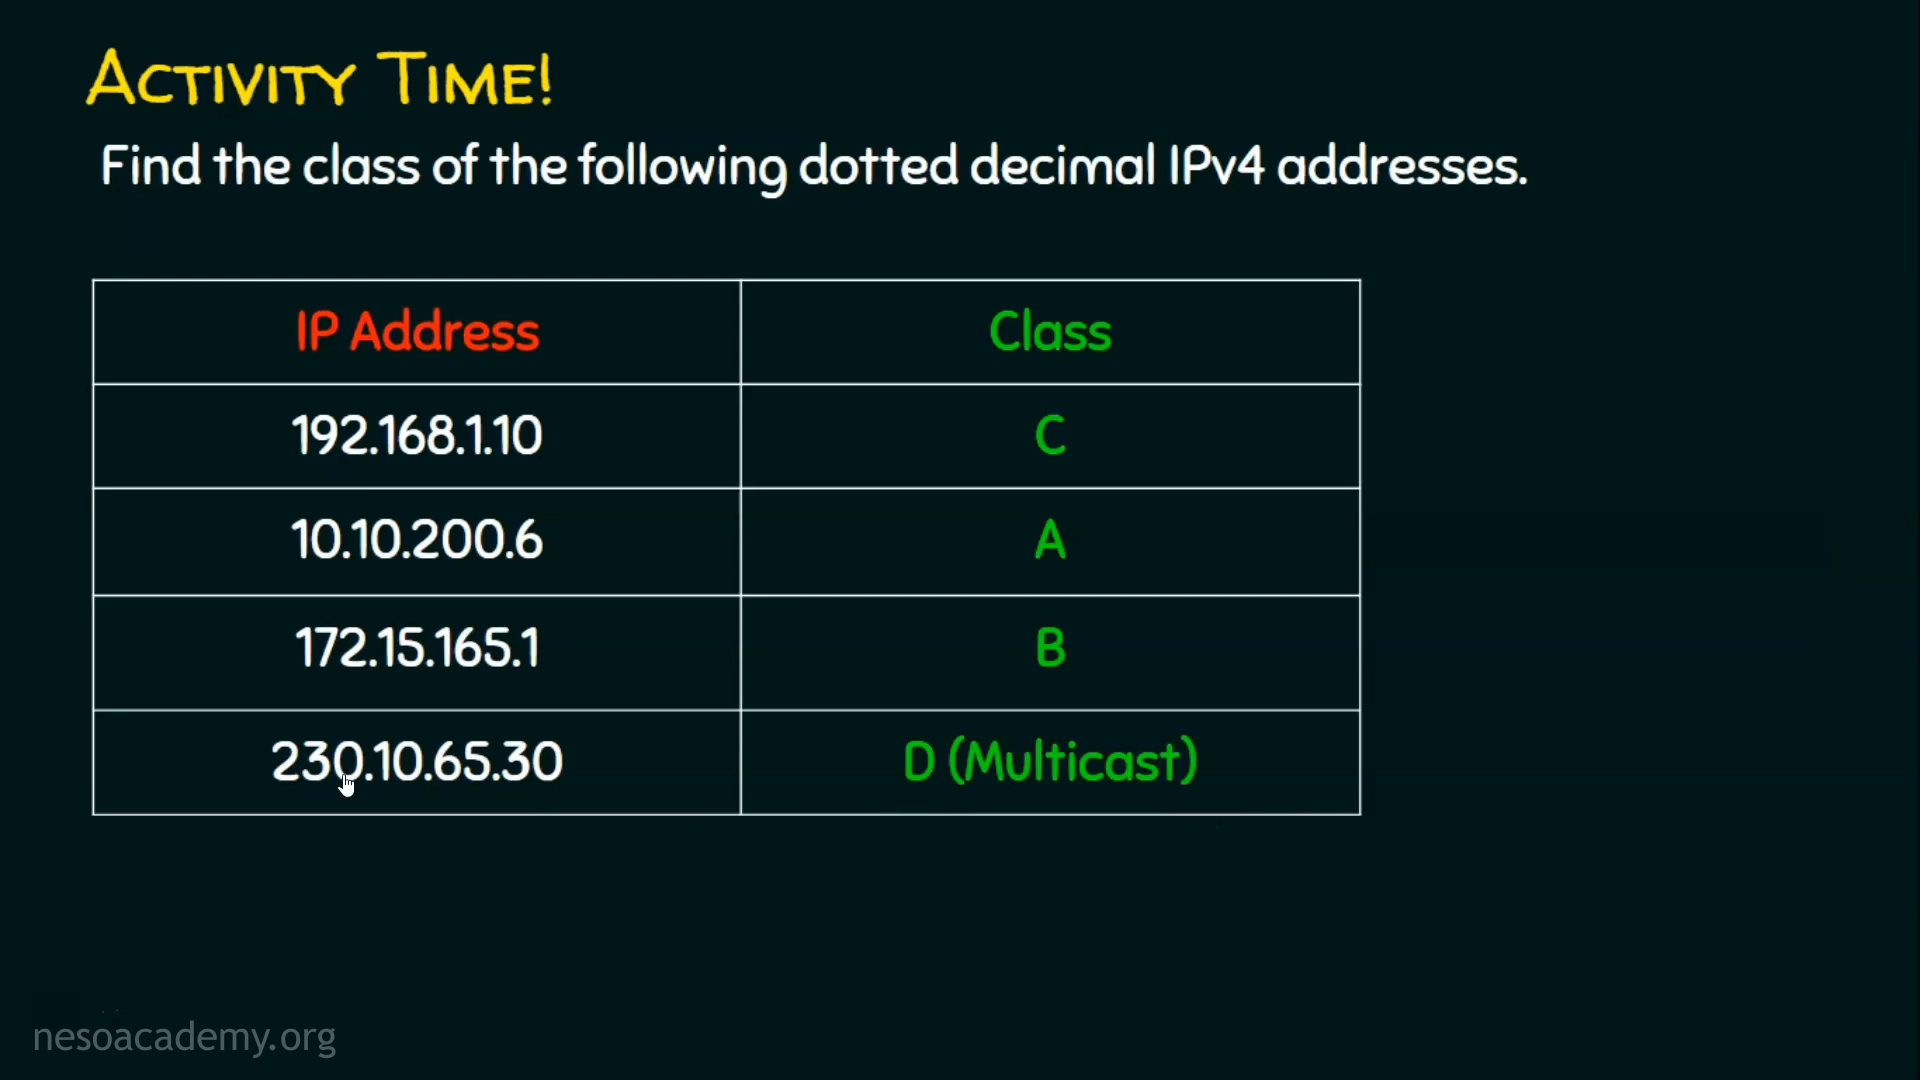 ACTIVITY TIME!
Find the class of the following dotted decimal IPv4 addresses.
IP Address Class
192.168.1.10 C
10.10.200.6 A
172.15.165.1 B
230.10.65.30 D (Multicast)
nesoacademy.org